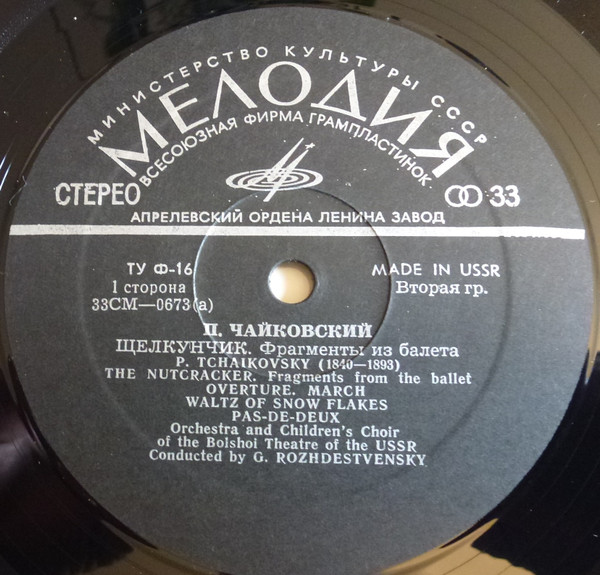 МИНИСТЕРСТВО КУЛЬТУРЫ СССР
МЕЛОДИЯ
ВСЕСОЮЗНАЯ ФИРМА ГРАМПЛАСТИНОК.
СТЕРЕО
33
АПРЕЛЕВСКИЙ ОРДЕНА ЛЕНИНА ЗАВОД
ТУ Ф-16
MADE IN USSR
1 сторона
Вторая гр.
33СМ—0673(а)
П. ЧАЙКОВСКИЙ
ЩЕЛКУНЧИК. Фрагменты из балета
P. TCHAIKOVSKY (1840—1893)
THE NUTCRACKER. Fragments from the ballet
OVERTURE. MARCH
WALTZ OF SNOW FLAKES
PAS-DE-DEUX
Orchestra and Children's Choir
of the Bolshoi Theatre of the USSR
Conducted by G. ROZHDESTVENSKY